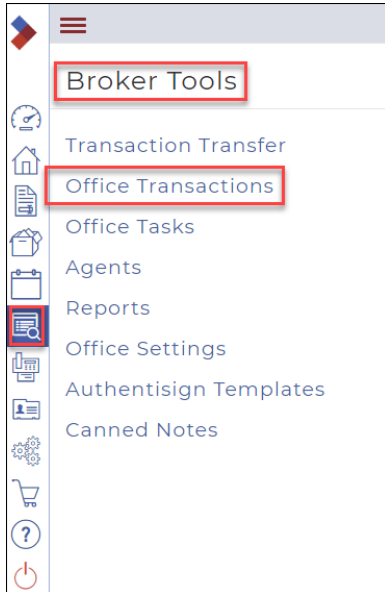 Broker Tools
Transaction Transfer
Office Transactions
Office Tasks
Agents
Reports
Office Settings
Authentisign Templates
Canned Notes
?